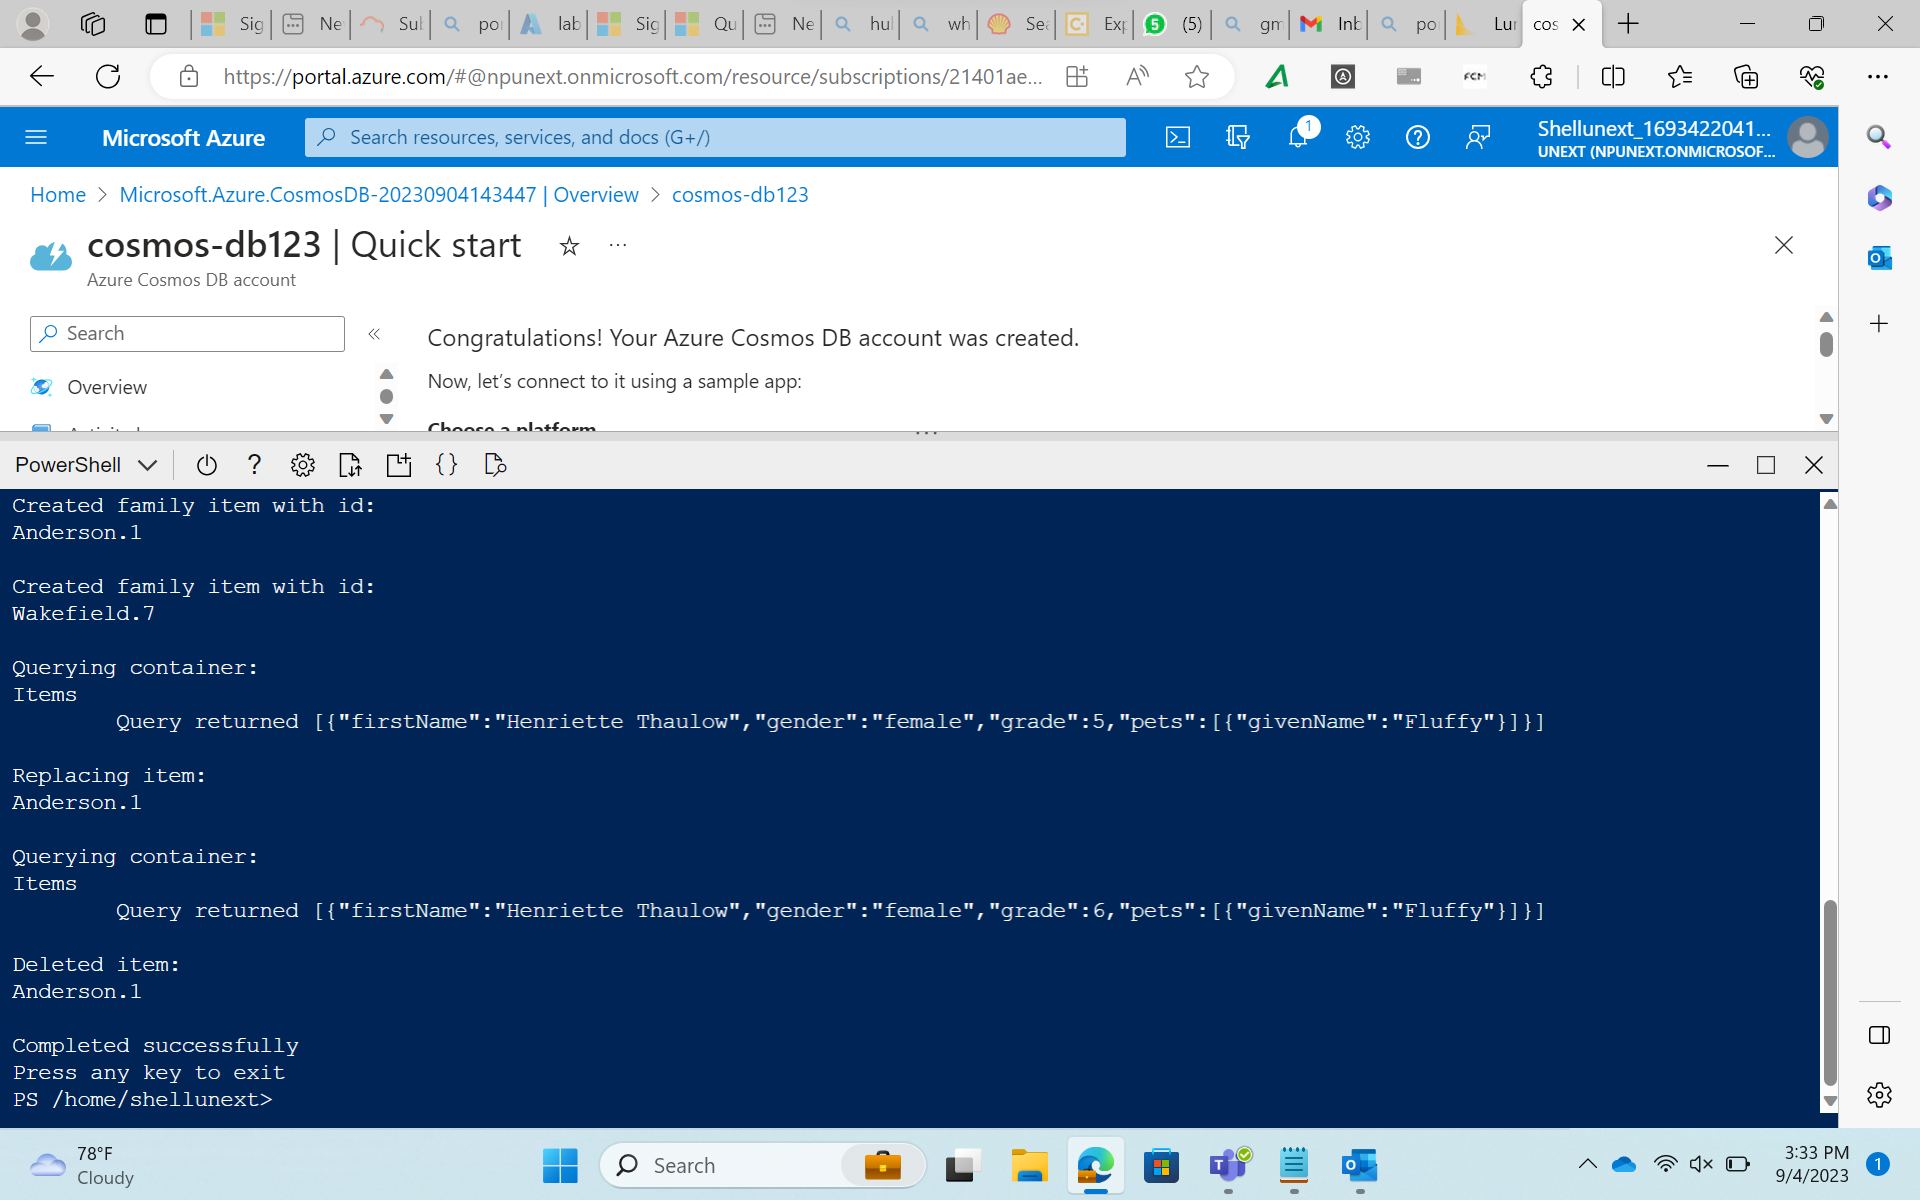 Sig
Ne
Sub
por
lab
Sig
Qu
Ne
hul
wh
Sea
Exp
5
(5)
gm
Inb
po
Lur
cos
https://portal.azure.com/#@npunext.onmicrosoft.com/resource/subscriptions/21401ae...
FCM
Microsoft Azure
Search resources, services, and docs (G+/)
1
Shellunext_1693422041...
UNEXT (NPUNEXT.ONMICROSOF...
Home > Microsoft.Azure.CosmosDB-20230904143447 | Overview > cosmos-db123
cosmos-db123 | Quick start
Azure Cosmos DB account
Search
Overview
Congratulations! Your Azure Cosmos DB account was created.
Now, let's connect to it using a sample app:
Choose a platform
PowerShell
Created family item with id:
Anderson.1
Created family item with id:
Wakefield.7
Querying container:
Items
Query returned [{"firstName":"Henriette Thaulow","gender":"female","grade":5,"pets":[{"givenName":"Fluffy"}]}]
Replacing item:
Anderson.1
Querying container:
Items
Query returned [{"firstName":"Henriette Thaulow","gender":"female","grade":6,"pets":[{"givenName":"Fluffy"}]}]
Deleted item:
Anderson.1
Completed successfully
Press any key to exit
PS /home/shellunext>
78°F
Cloudy
Search
3:33 PM
9/4/2023
1